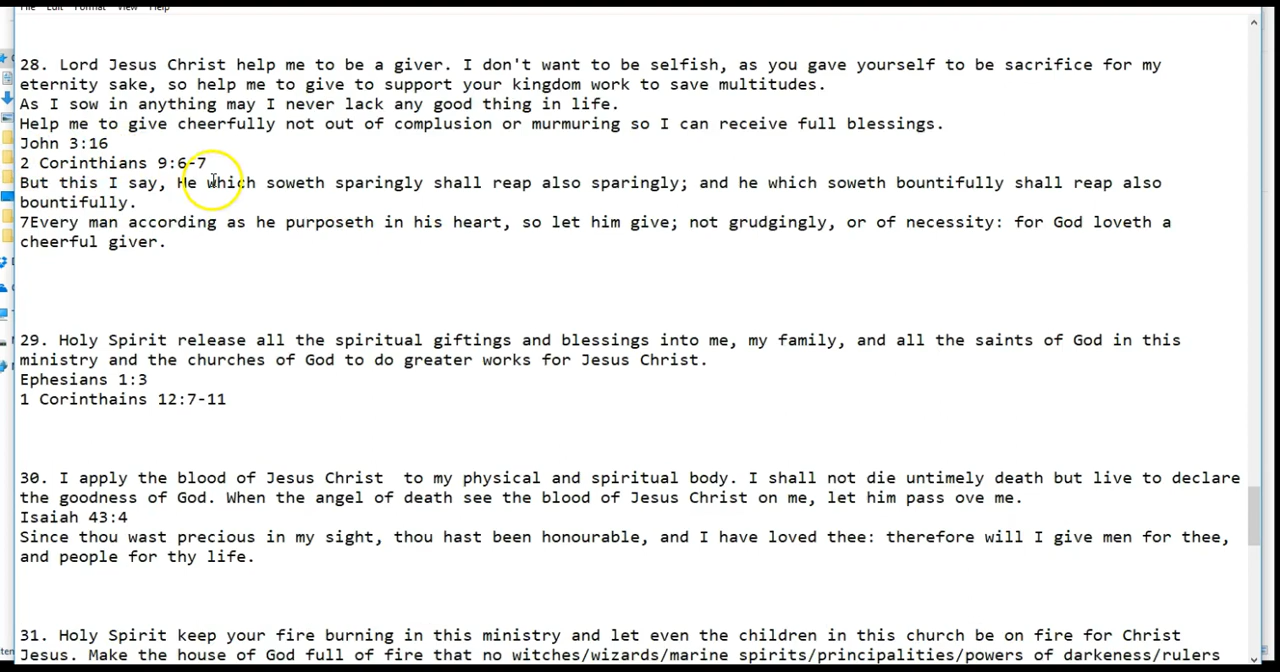 File Edit Format View Help
28. Lord Jesus Christ help me to be a giver. I don't want to be selfish, as you gave yourself to be sacrifice for my
eternity sake, so help me to give to support your kingdom work to save multitudes.
As I sow in anything may I never lack any good thing in life.
Help me to give cheerfully not out of complusion or murmuring so I can receive full blessings.
John 3:16
2 Corinthians 9:6-7
But this I say, He which soweth sparingly shall reap also sparingly; and he which soweth bountifully shall reap also
bountifully.
7Every man according as he purposeth in his heart, so let him give; not grudgingly, or of necessity: for God loveth a
cheerful giver.
29. Holy Spirit release all the spiritual giftings and blessings into me, my family, and all the saints of God in this
ministry and the churches of God to do greater works for Jesus Christ.
Ephesians 1:3
1 Corinthains 12:7-11
30. I apply the blood of Jesus Christ  to my physical and spiritual body. I shall not die untimely death but live to declare
the goodness of God. When the angel of death see the blood of Jesus Christ on me, let him pass ove me.
Isaiah 43:4
Since thou wast precious in my sight, thou hast been honourable, and I have loved thee: therefore will I give men for thee,
and people for thy life.
31. Holy Spirit keep your fire burning in this ministry and let even the children in this church be on fire for Christ
Jesus. Make the house of God full of fire that no witches/wizards/marine spirits/principalities/powers of darkeness/rulers